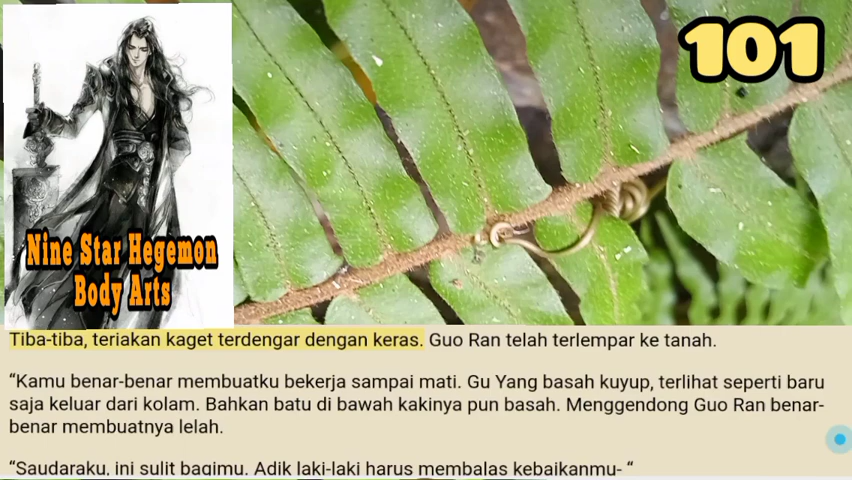 101
Nine Star Hegemon
Body Arts
Tiba-tiba, teriakan kaget terdengar dengan keras. Guo Ran telah terlempar ke tanah.
“Kamu benar-benar membuatku bekerja sampai mati. Gu Yang basah kuyup, terlihat seperti baru
saja keluar dari kolam. Bahkan batu di bawah kakinya pun basah. Menggendong Guo Ran benar-
benar membuatnya lelah.
“Saudaraku, ini sulit bagimu. Adik laki-laki harus membalas kebaikanmu- “